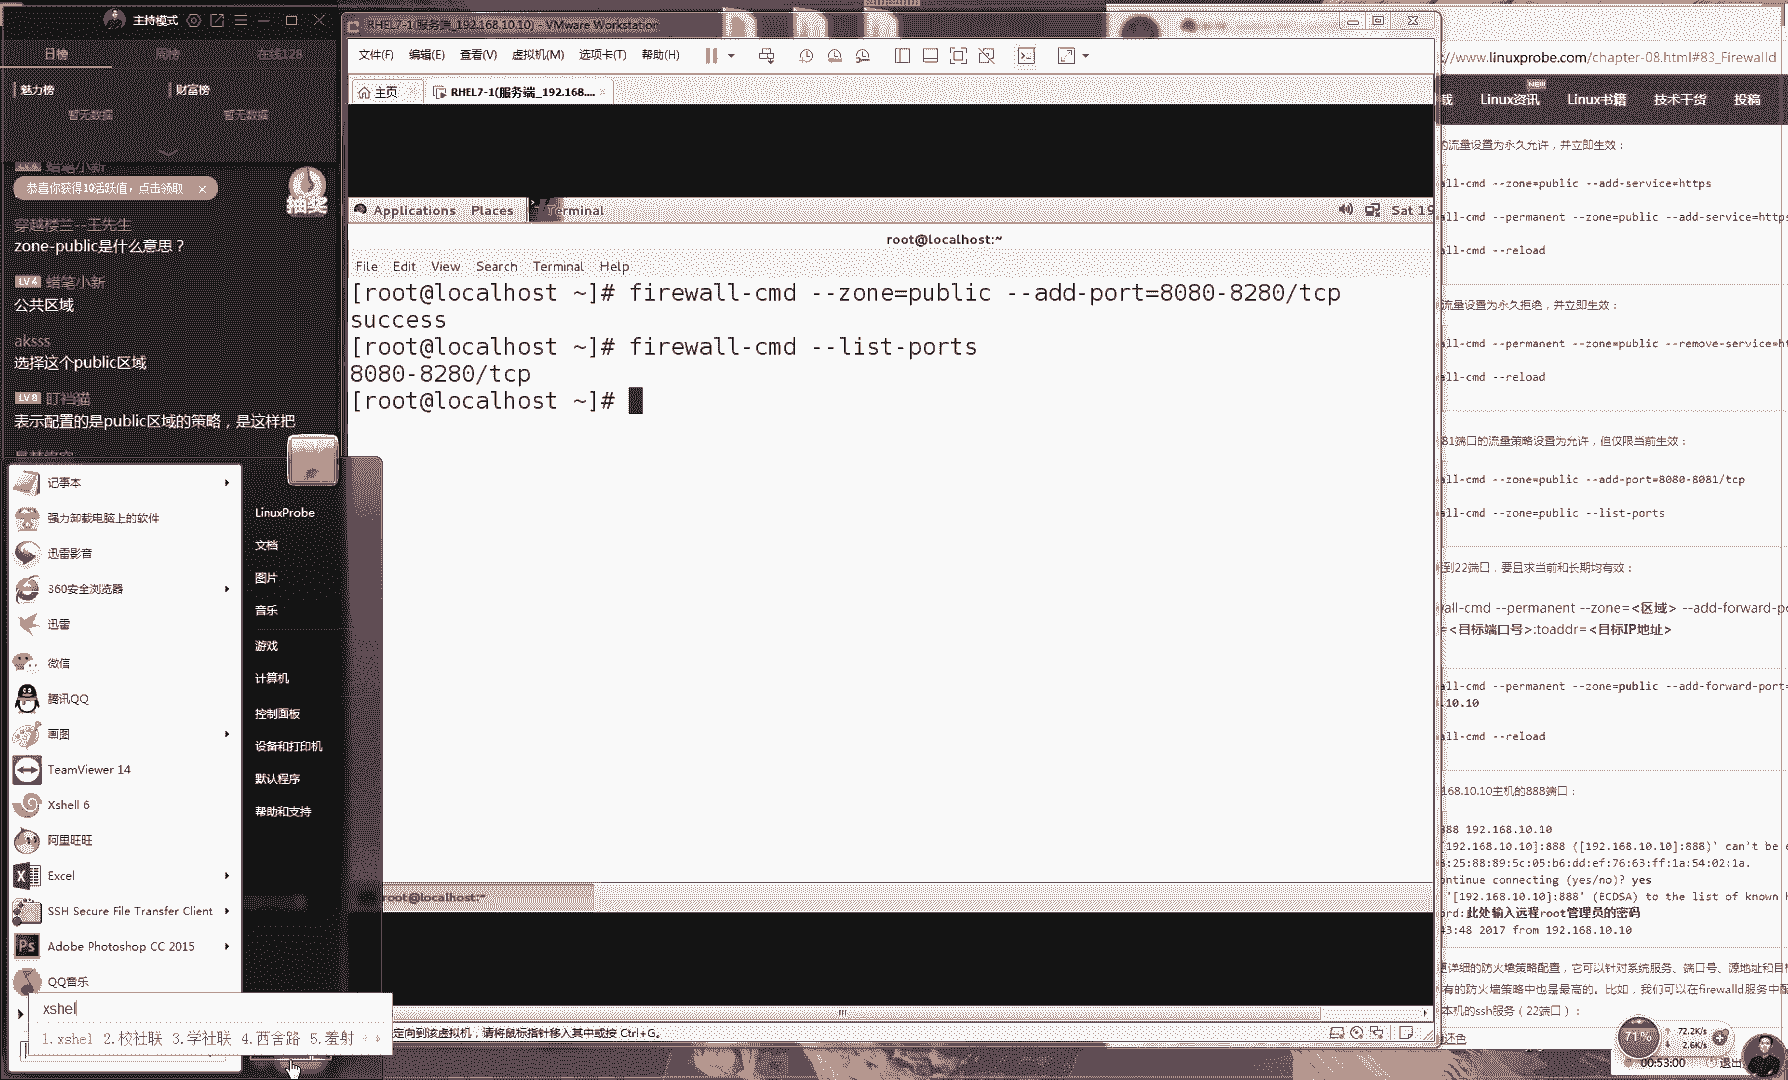 主持模式
日榜
周榜
在线128
魅力榜
财富榜
暂无数据
暂无数据
蜡笔小新
恭喜你获得10活跃值，点击领取 ×
抽奖
穿越楼兰--王先生
zone-public是什么意思？
LV 4 蜡笔小新
公共区域
aksss
选择这个public区域
LV 8 盯裆猫
表示配置的是public区域的策略，是这样把
记事本
强力卸载电脑上的软件
迅雷影音
360安全浏览器
迅雷
微信
腾讯QQ
画图
TeamViewer 14
Xshell 6
阿里旺旺
Excel
SSH Secure File Transfer Client
Adobe Photoshop CC 2015
QQ音乐
xshel
1.xshel 2.校社联 3.学社联 4.西舍路 5.羞射
LinuxProbe
文档
图片
音乐
游戏
计算机
控制面板
设备和打印机
默认程序
帮助和支持
RHEL7-1(服务端_192.168.10.10) - VMware Workstation
文件(F) 编辑(E) 查看(V) 虚拟机(M) 选项卡(T) 帮助(H)
主页 ×
RHEL7-1(服务端_192.168.... ×
Applications Places Terminal
Sat 19
root@localhost:~
File Edit View Search Terminal Help
[root@localhost ~]# firewall-cmd --zone=public --add-port=8080-8280/tcp
success
[root@localhost ~]# firewall-cmd --list-ports
8080-8280/tcp
[root@localhost ~]#
root@localhost:~
定向到该虚拟机，请将鼠标指针移入其中或按 Ctrl+G。
://www.linuxprobe.com/chapter-08.html#83_Firewalld
载 Linux资讯 NEW Linux书籍 技术干货 投稿
的流量设置为永久允许，并立即生效：
all-cmd --zone=public --add-service=https
all-cmd --permanent --zone=public --add-service=https
all-cmd --reload
流量设置为永久拒绝，并立即生效：
all-cmd --permanent --zone=public --remove-service=ht
all-cmd --reload
81端口的流量策略设置为允许，但仅限当前生效：
all-cmd --zone=public --add-port=8080-8081/tcp
all-cmd --zone=public --list-ports
到22端口，要且求当前和长期均有效：
wall-cmd --permanent --zone=<区域> --add-forward-po
=<目标端口号>:toaddr=<目标IP地址>
all-cmd --permanent --zone=public --add-forward-port=
.10.10
all-cmd --reload
168.10.10主机的888端口：
888 192.168.10.10
[192.168.10.10]:888 ([192.168.10.10]:888)' can't be e
:25:88:89:5c:05:b6:dd:ef:76:63:ff:1a:54:02:1a.
ontinue connecting (yes/no)? yes
'[192.168.10.10]:888' (ECDSA) to the list of known h
ord:此处输入远程root管理员的密码
43:48 2017 from 192.168.10.10
更详细的防火墙策略配置，它可以针对系统服务、端口号、源地址和目标
有的防火墙策略中也是最高的。比如，我们可以在firewalld服务中配
本机的ssh服务（22端口）：
71%
72.2K/s
2.6K/s
00:53:00
退出